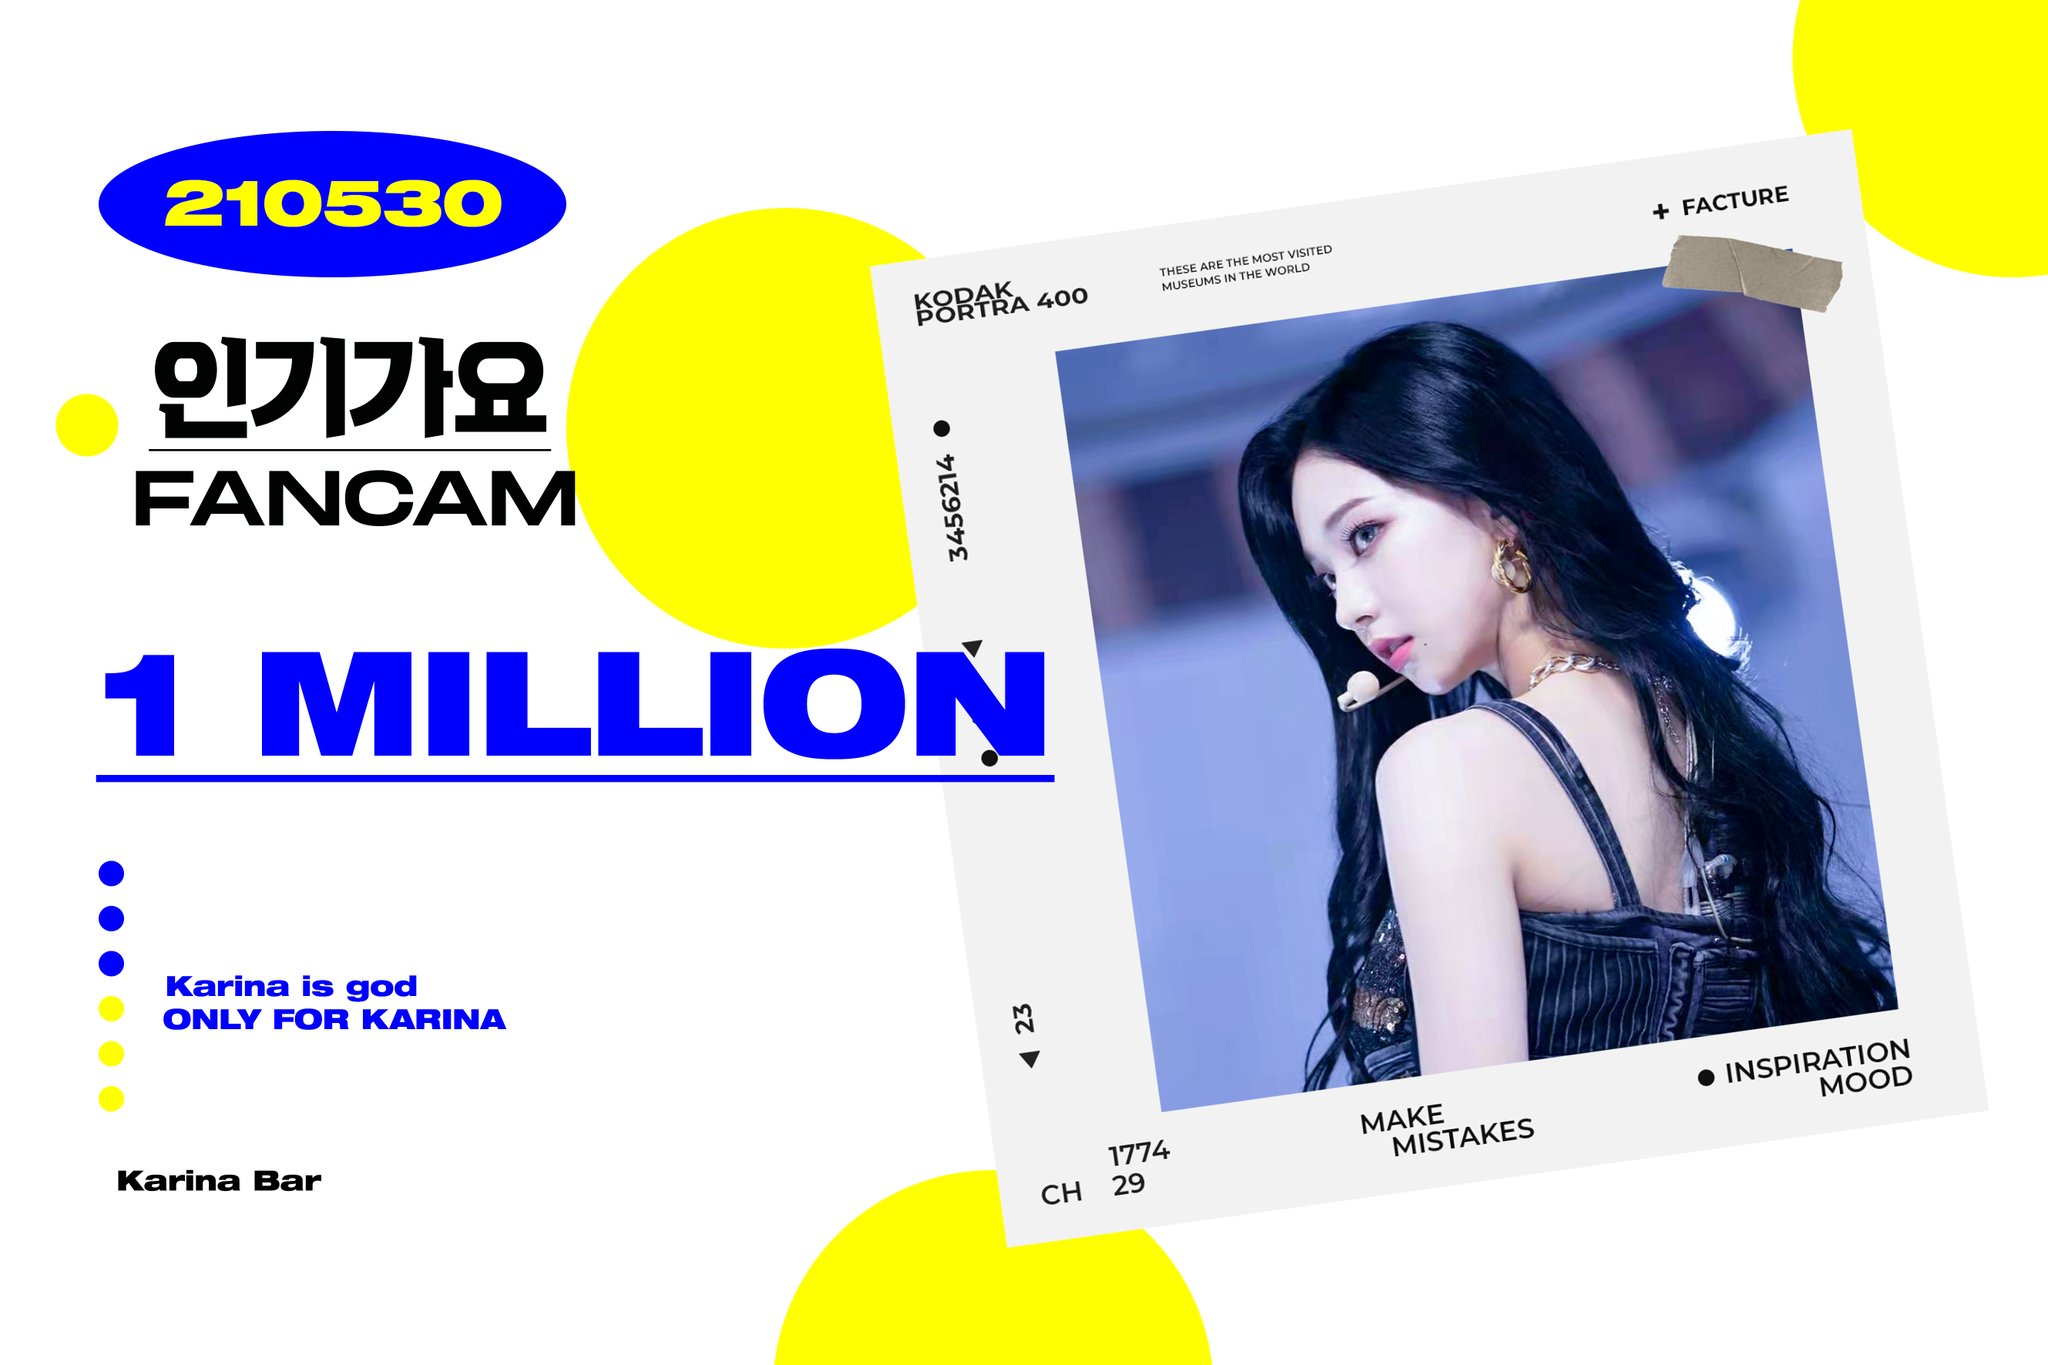 210530
인기가요
FANCAM
1 MILLION
Karina is god
ONLY FOR KARINA
Karina Bar
+ FACTURE
KODAK
PORTRA 400
THESE ARE THE MOST VISITED
MUSEUMS IN THE WORLD
3456214
23
INSPIRATION
MOOD
MAKE
MISTAKES
1774
CH 29